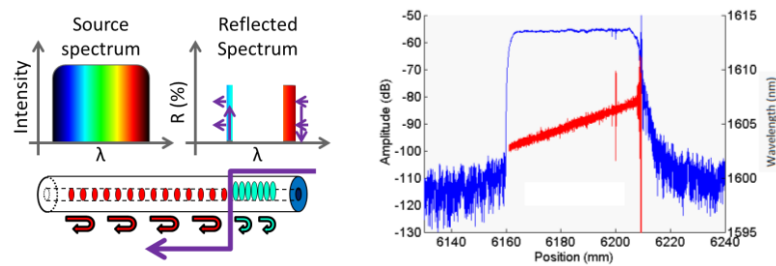 Source
spectrum
Intensity
λ
Reflected
Spectrum
R (%)
λ
Amplitude (dB)
-50
-60
-70
-80
-90
-100
-110
-120
-130
6140
6160
6180
6200
6220
6240
Position (mm)
1615
1610
1605
1600
1595
Wavelength (nm)